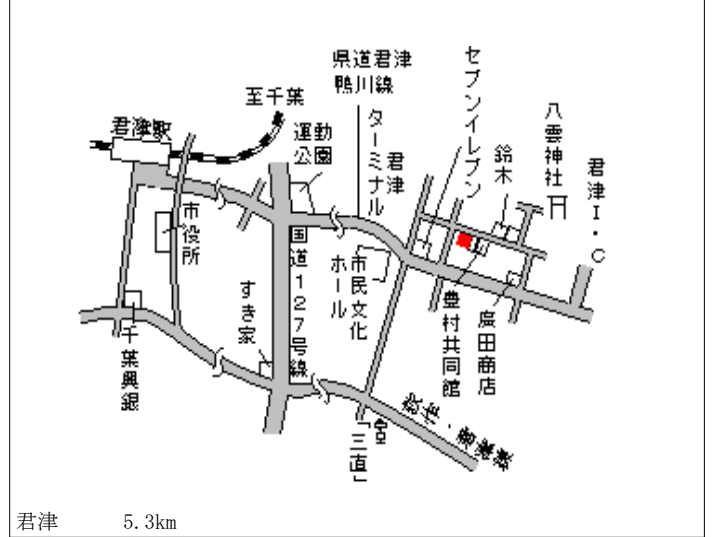 県道君津
鴨川線
至千葉
君津駅
運動
公園
君津
ターミナル
セブンイレブン
鈴木
八雲神社
君津I・C
市役所
国道127号線
市民文化
ホール
すき家
豊村共同館
廣田商店
千葉興銀
「三直」
君津 5.3km